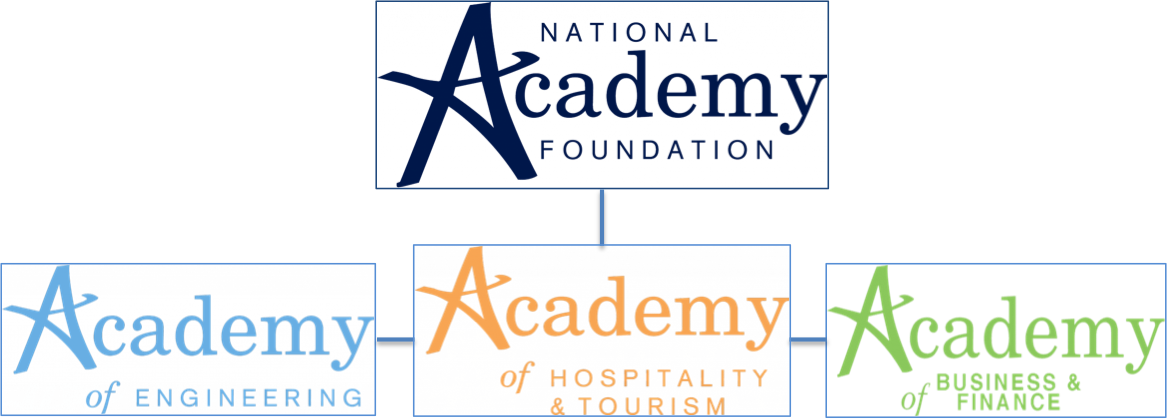 NATIONAL
Academy
FOUNDATION
Academy
of ENGINEERING
Academy
of HOSPITALITY
& TOURISM
Academy
of BUSINESS &
FINANCE